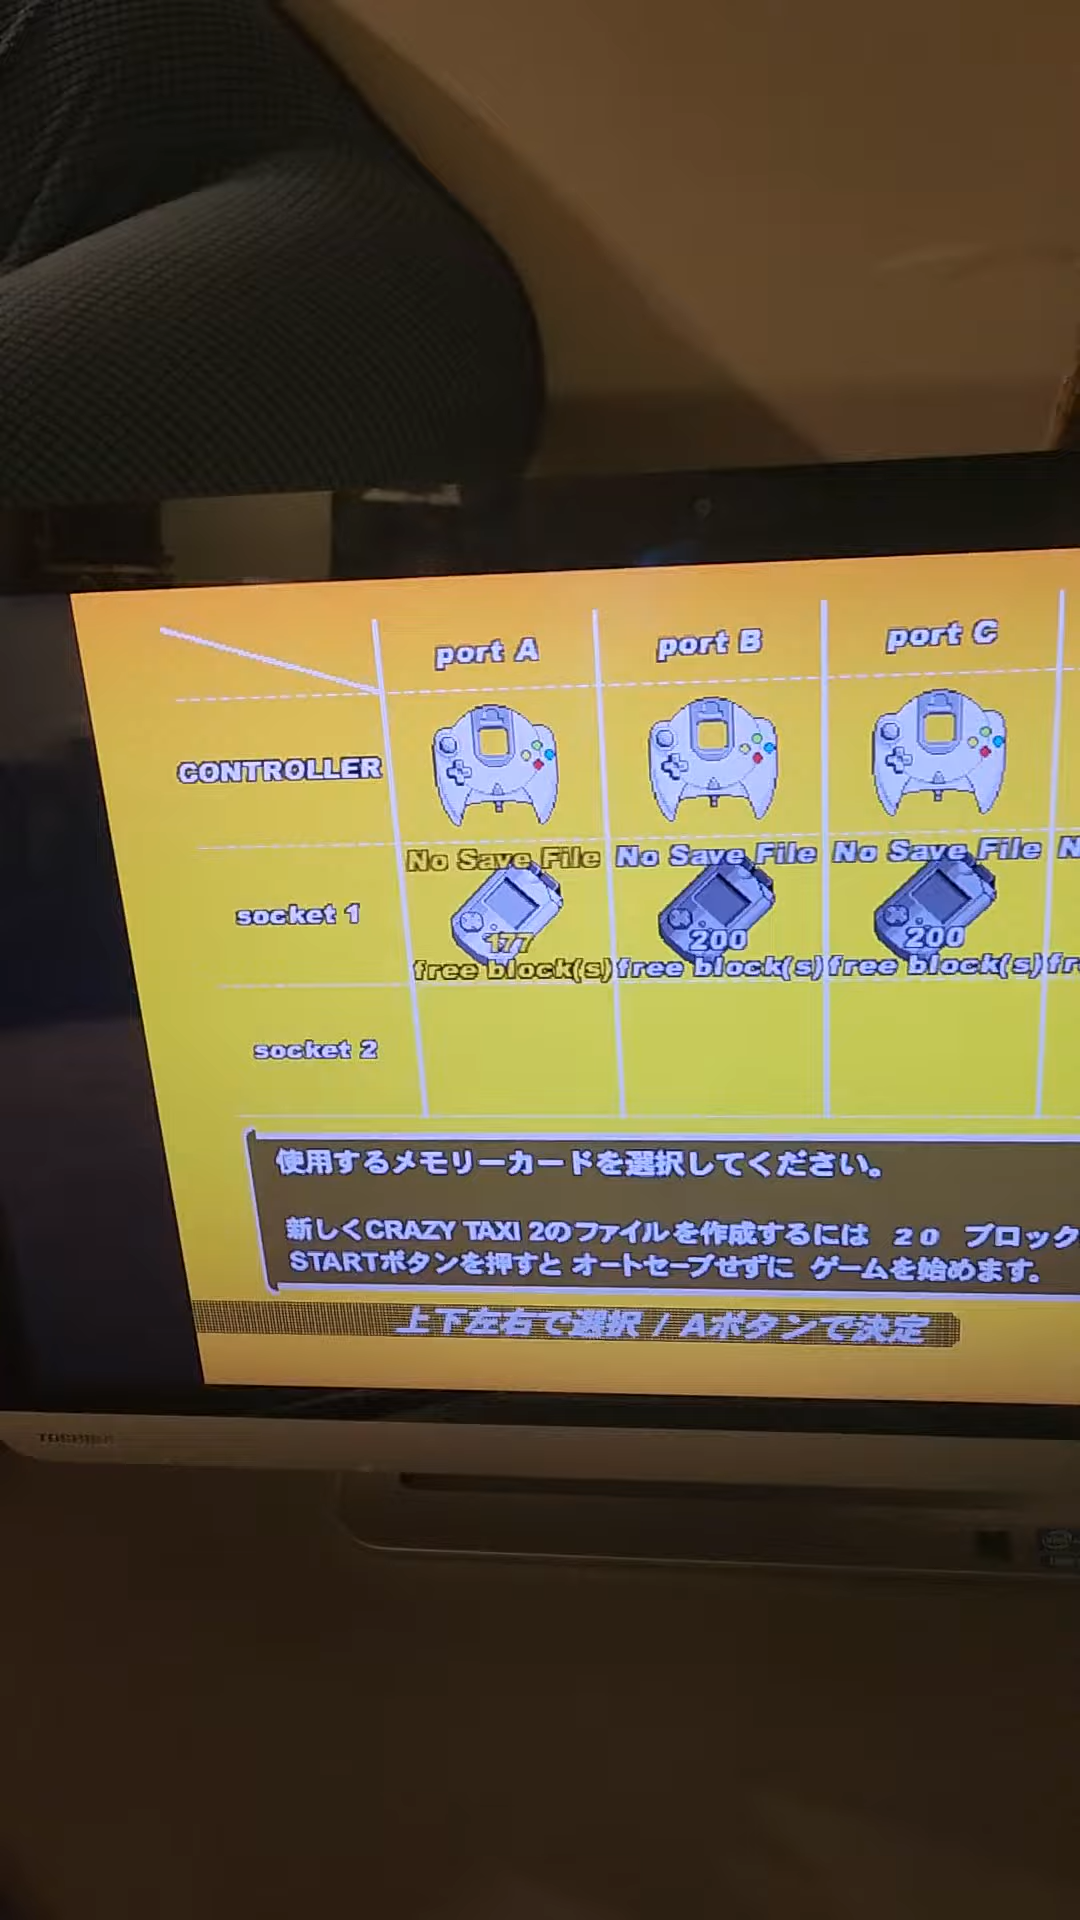 port A port B port C
CONTROLLER
No Save File No Save File No Save File N
socket 1
177 200 200
free block(s) free block(s) free block(s) fr
socket 2
使用するメモリーカードを選択してください。
新しくCRAZY TAXI 2のファイルを作成するには 20 ブロック
STARTボタンを押すと オートセーブせずに ゲームを始めます。
上下左右で選択 / Aボタンで決定
TOSHIBA